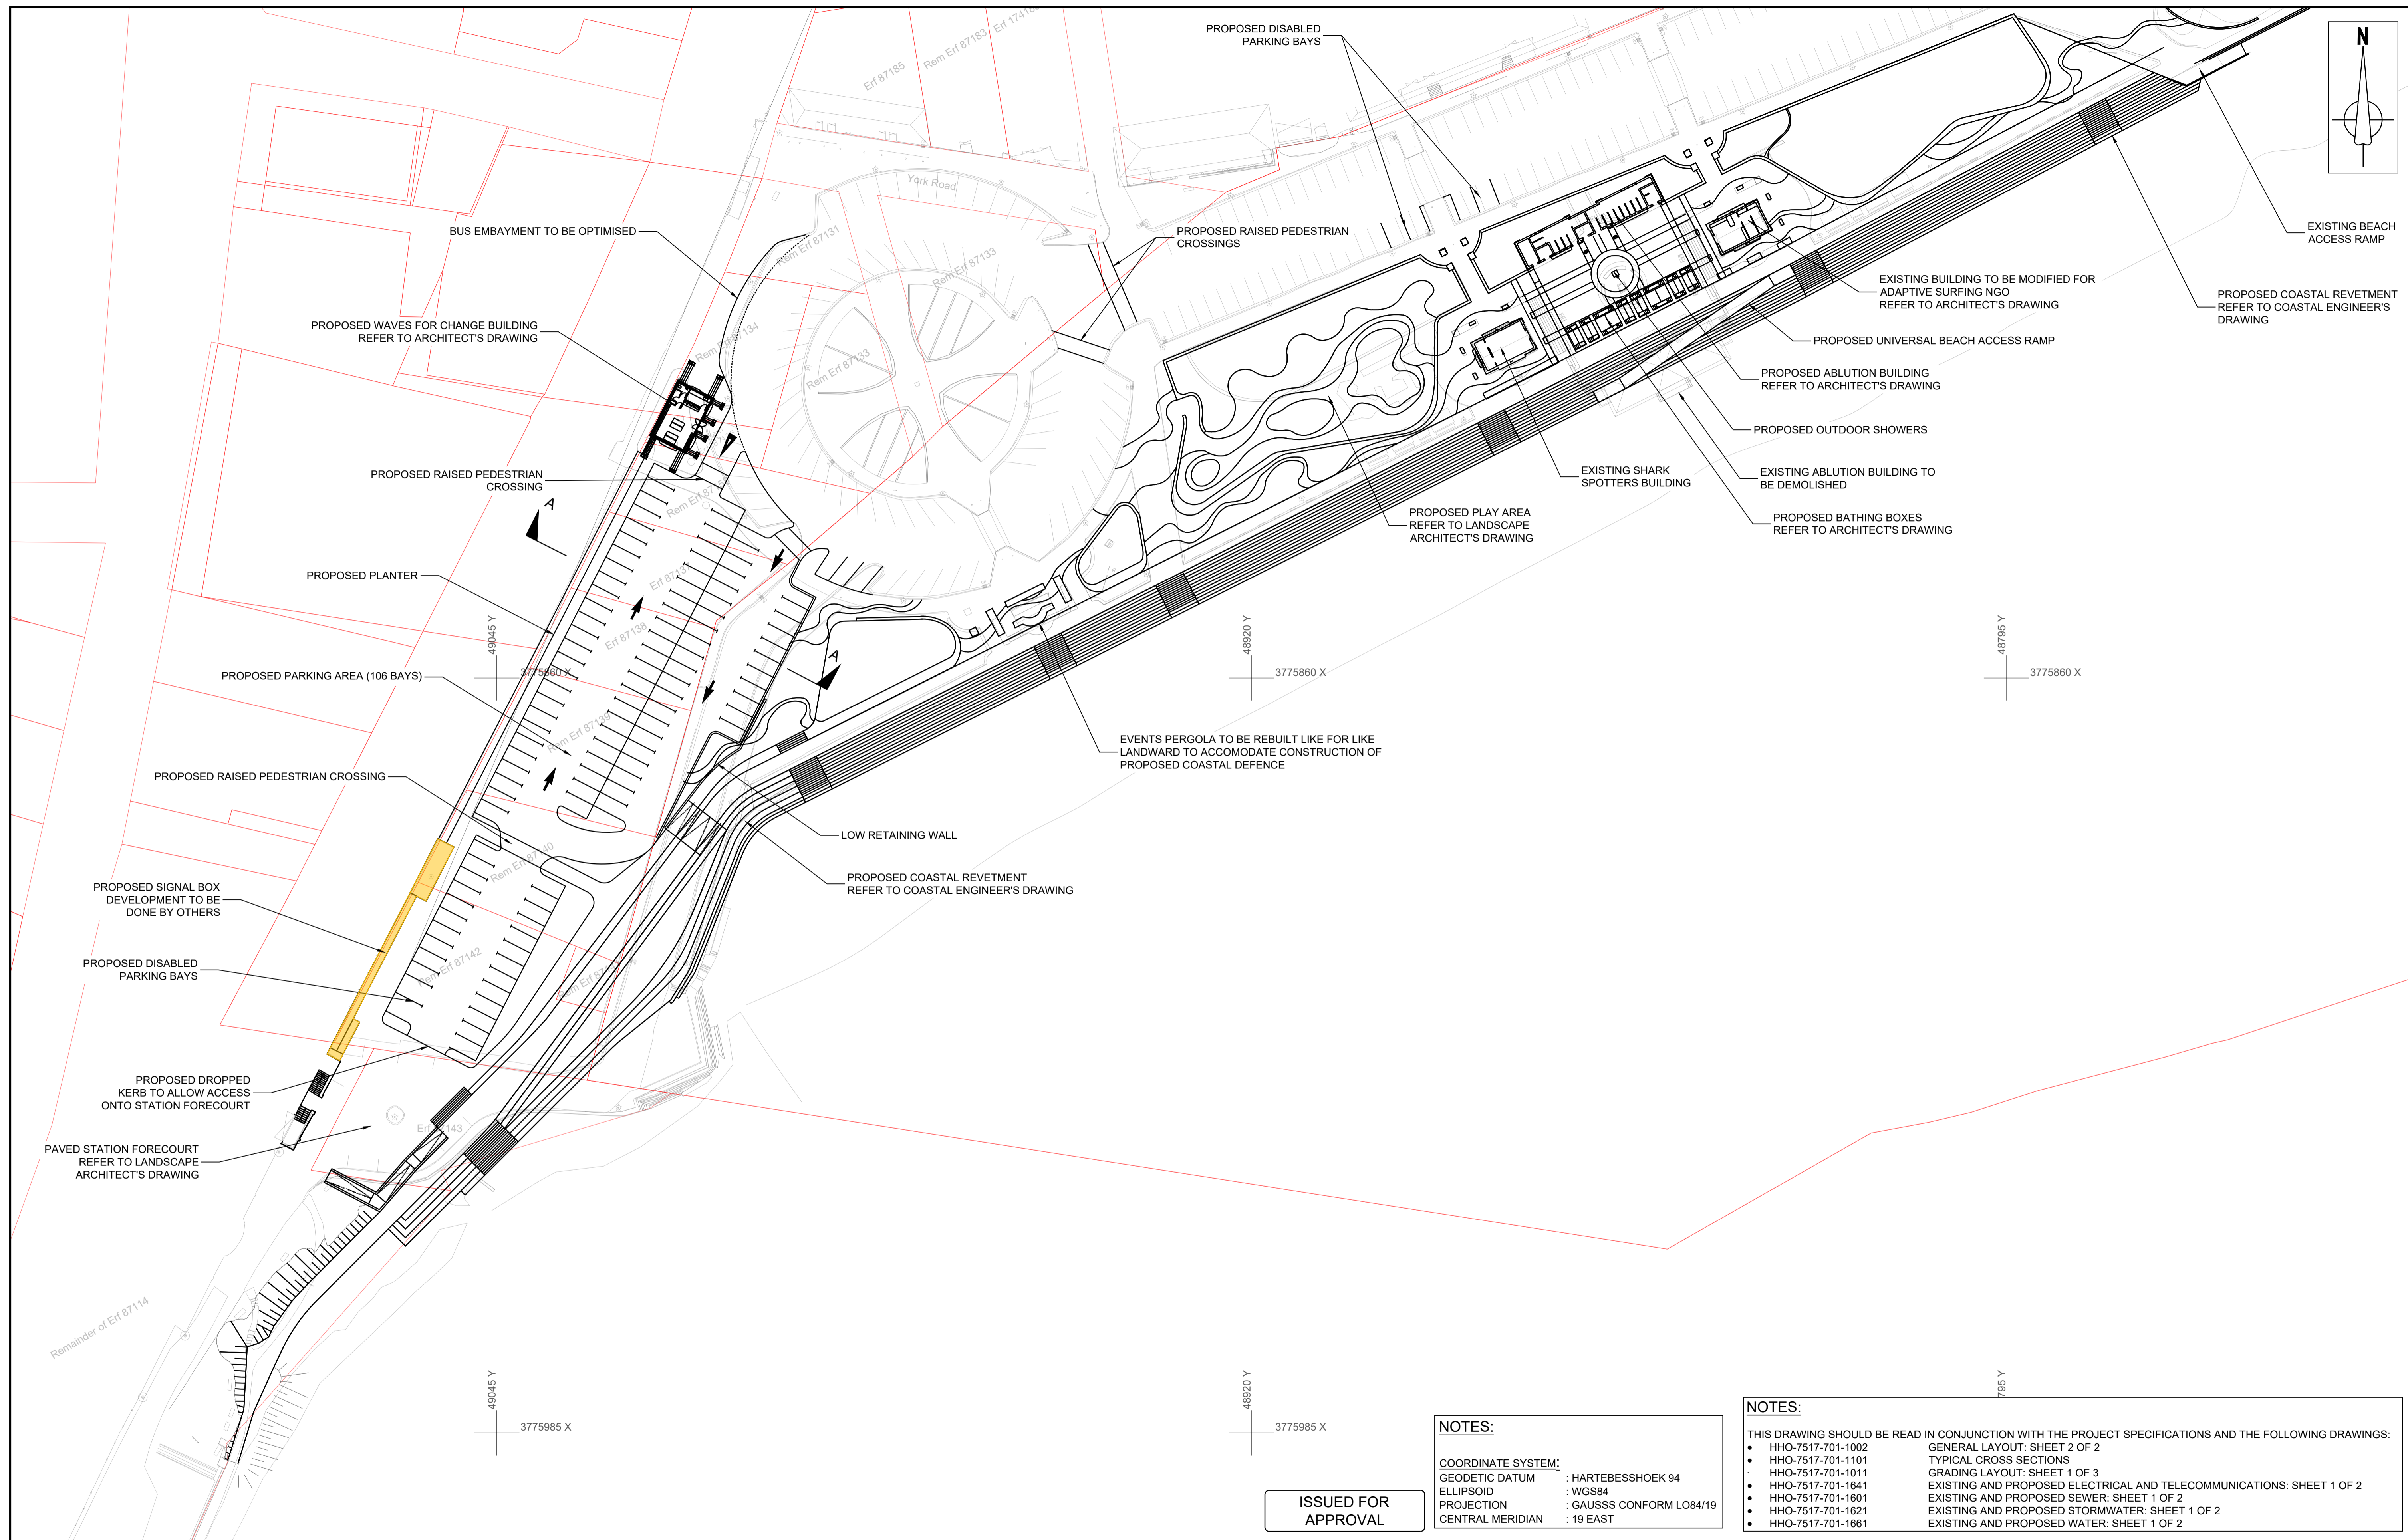 Erf 87185
Rem Erf 87183
PROPOSED DISABLED
PARKING BAYS
N
York Road
BUS EMBAYMENT TO BE OPTIMISED
Rem Erf 87131
Rem Erf 87133
PROPOSED RAISED PEDESTRIAN
CROSSINGS
EXISTING BEACH
ACCESS RAMP
EXISTING BUILDING TO BE MODIFIED FOR
ADAPTIVE SURFING NGO
REFER TO ARCHITECT'S DRAWING
PROPOSED COASTAL REVETMENT
REFER TO COASTAL ENGINEER'S
DRAWING
PROPOSED WAVES FOR CHANGE BUILDING
REFER TO ARCHITECT'S DRAWING
Rem Erf 87134
Rem Erf 87133
PROPOSED UNIVERSAL BEACH ACCESS RAMP
PROPOSED ABLUTION BUILDING
REFER TO ARCHITECT'S DRAWING
PROPOSED OUTDOOR SHOWERS
PROPOSED RAISED PEDESTRIAN
CROSSING
EXISTING SHARK
SPOTTERS BUILDING
EXISTING ABLUTION BUILDING TO
BE DEMOLISHED
A
PROPOSED PLAY AREA
REFER TO LANDSCAPE
ARCHITECT'S DRAWING
PROPOSED BATHING BOXES
REFER TO ARCHITECT'S DRAWING
PROPOSED PLANTER
Erf 87138
49045 Y
48920 Y
48795 Y
A
3775860 X
3775860 X
3775860 X
PROPOSED PARKING AREA (106 BAYS)
Rem Erf 87139
EVENTS PERGOLA TO BE REBUILT LIKE FOR LIKE
LANDWARD TO ACCOMODATE CONSTRUCTION OF
PROPOSED COASTAL DEFENCE
PROPOSED RAISED PEDESTRIAN CROSSING
LOW RETAINING WALL
Rem Erf 87140
PROPOSED COASTAL REVETMENT
REFER TO COASTAL ENGINEER'S DRAWING
PROPOSED SIGNAL BOX
DEVELOPMENT TO BE
DONE BY OTHERS
PROPOSED DISABLED
PARKING BAYS
Rem Erf 87142
PROPOSED DROPPED
KERB TO ALLOW ACCESS
ONTO STATION FORECOURT
PAVED STATION FORECOURT
REFER TO LANDSCAPE
ARCHITECT'S DRAWING
Remainder of Erf 87114
49045 Y
48920 Y
795 Y
3775985 X
3775985 X
ISSUED FOR
APPROVAL
NOTES:
COORDINATE SYSTEM:
GEODETIC DATUM : HARTEBESSHOEK 94
ELLIPSOID : WGS84
PROJECTION : GAUSSS CONFORM LO84/19
CENTRAL MERIDIAN : 19 EAST
NOTES:
THIS DRAWING SHOULD BE READ IN CONJUNCTION WITH THE PROJECT SPECIFICATIONS AND THE FOLLOWING DRAWINGS:
• HHO-7517-701-1002 GENERAL LAYOUT: SHEET 2 OF 2
• HHO-7517-701-1101 TYPICAL CROSS SECTIONS
· HHO-7517-701-1011 GRADING LAYOUT: SHEET 1 OF 3
• HHO-7517-701-1641 EXISTING AND PROPOSED ELECTRICAL AND TELECOMMUNICATIONS: SHEET 1 OF 2
• HHO-7517-701-1601 EXISTING AND PROPOSED SEWER: SHEET 1 OF 2
• HHO-7517-701-1621 EXISTING AND PROPOSED STORMWATER: SHEET 1 OF 2
• HHO-7517-701-1661 EXISTING AND PROPOSED WATER: SHEET 1 OF 2